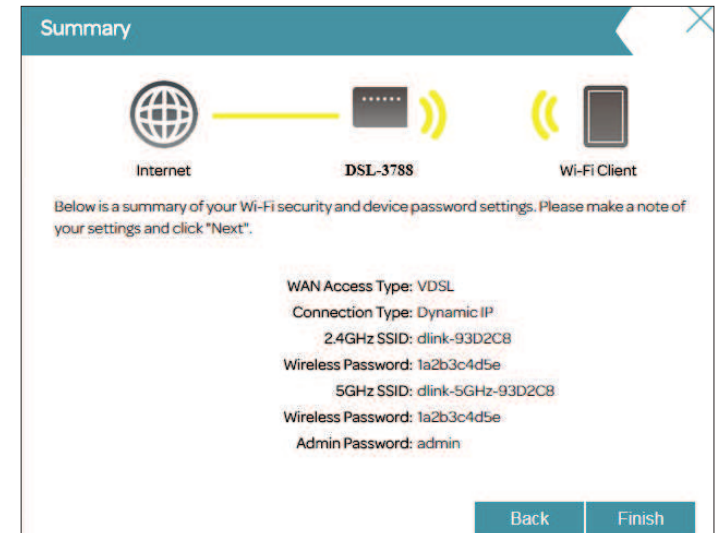 Summary
Internet
DSL-3788
Wi-Fi Client
Below is a summary of your Wi-Fi security and device password settings. Please make a note of
your settings and click "Next".
WAN Access Type: VDSL
Connection Type: Dynamic IP
2.4GHz SSID: dlink-93D2C8
Wireless Password: 1a2b3c4d5e
5GHz SSID: dlink-5GHz-93D2C8
Wireless Password: 1a2b3c4d5e
Admin Password: admin
Back Finish